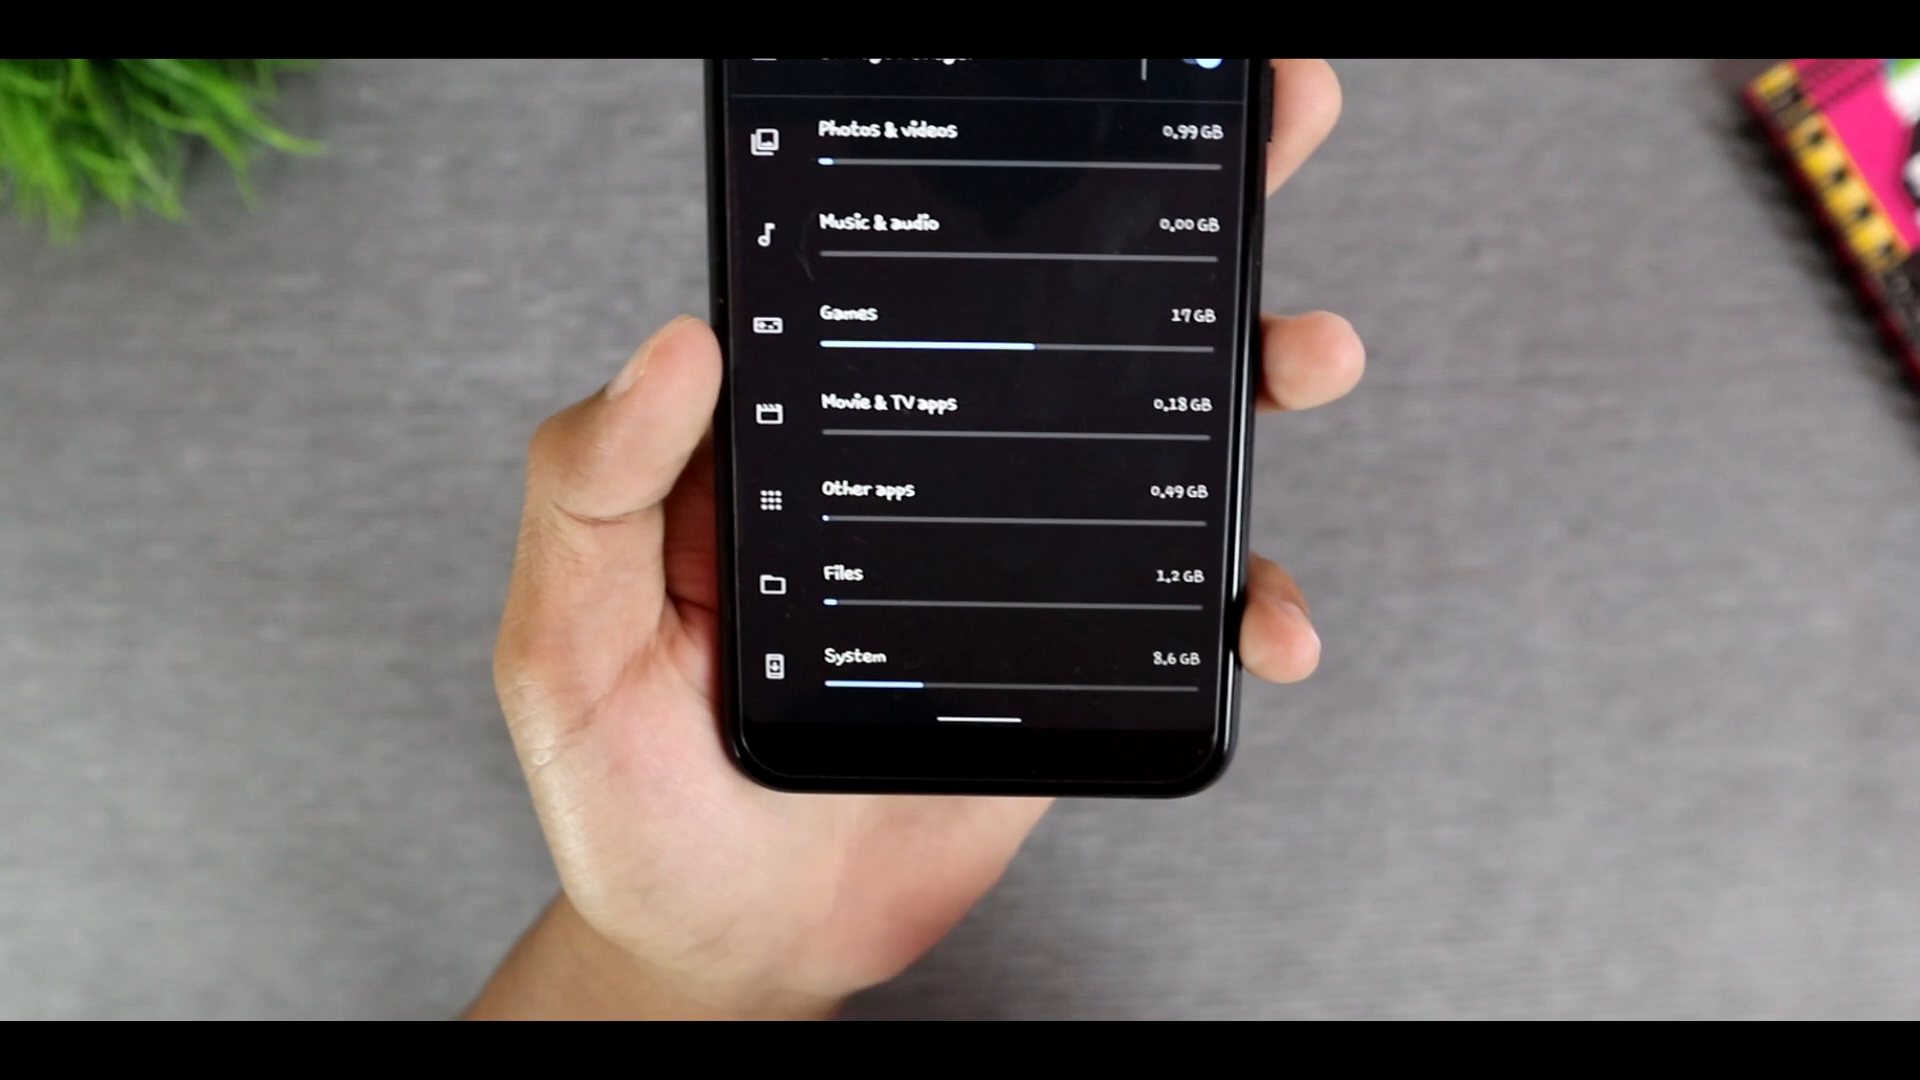 Photos & videos 0,99 GB
Music & audio 0,00 GB
Games 17 GB
Movie & TV apps 0,18 GB
Other apps 0,49 GB
Files 1,2 GB
System 8,6 GB